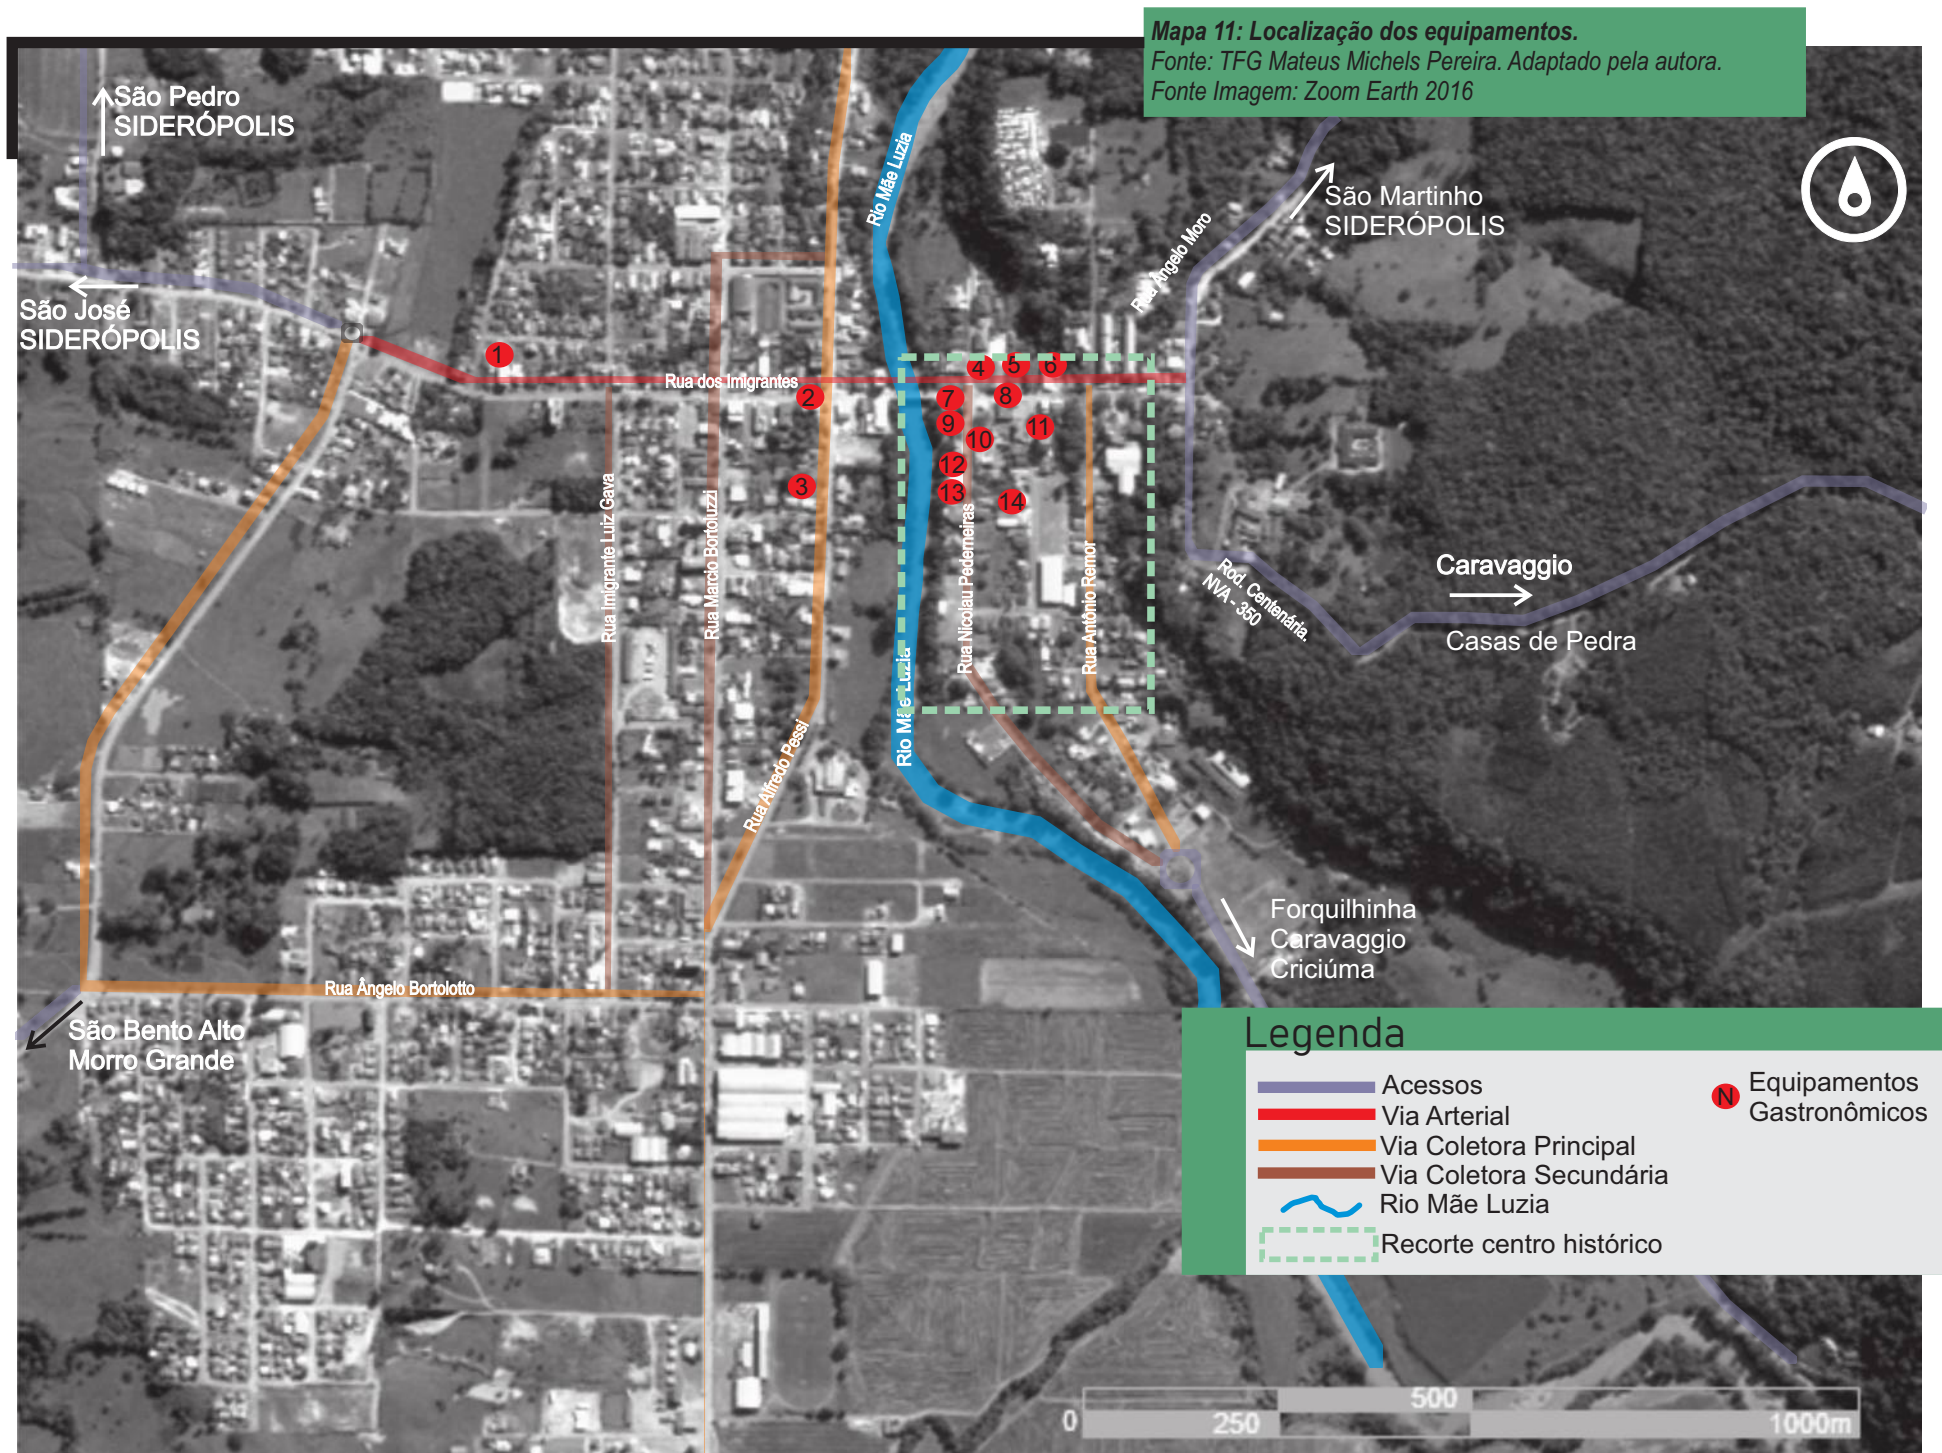 Mapa 11: Localização dos equipamentos.
Fonte: TFG Mateus Michels Pereira. Adaptado pela autora.
Fonte Imagem: Zoom Earth 2016
São Pedro
SIDERÓPOLIS
São Martinho
SIDERÓPOLIS
São José
SIDERÓPOLIS
Rio Mãe Luzia
Rua Ângelo Moro
1
2
3
4
5
6
7
8
9
10
11
12
13
14
Rua dos Imigrantes
Rua Imigrante Luiz Gava
Rua Marcio Bortoluzzi
Rua Nicolau Pederneiras
Rua Antônio Remor
Rod. Centenária.
NVA - 350
Caravaggio
Casas de Pedra
Rio Mãe Luzia
Rua Alfredo Pessi
Forquilhinha
Caravaggio
Criciúma
Rua Ângelo Bortolotto
São Bento Alto
Morro Grande
Legenda
Acessos
Via Arterial
Via Coletora Principal
Via Coletora Secundária
Rio Mãe Luzia
Recorte centro histórico
N
Equipamentos
Gastronômicos
0
250
500
1000m